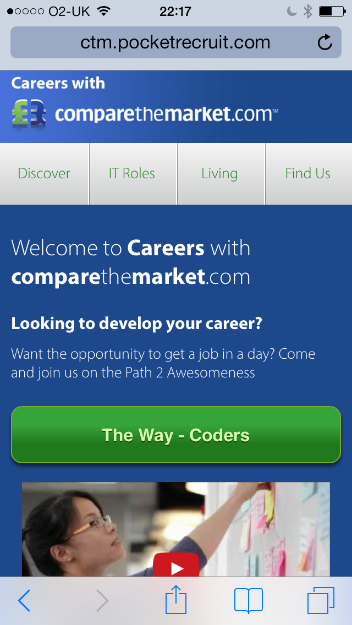 O2-UK 22:17
ctm.pocketrecruit.com
Careers with
comparethemarket.com™
Discover IT Roles Living Find Us
Welcome to Careers with
comparethemarket.com
Looking to develop your career?
Want the opportunity to get a job in a day? Come
and join us on the Path 2 Awesomeness
The Way - Coders